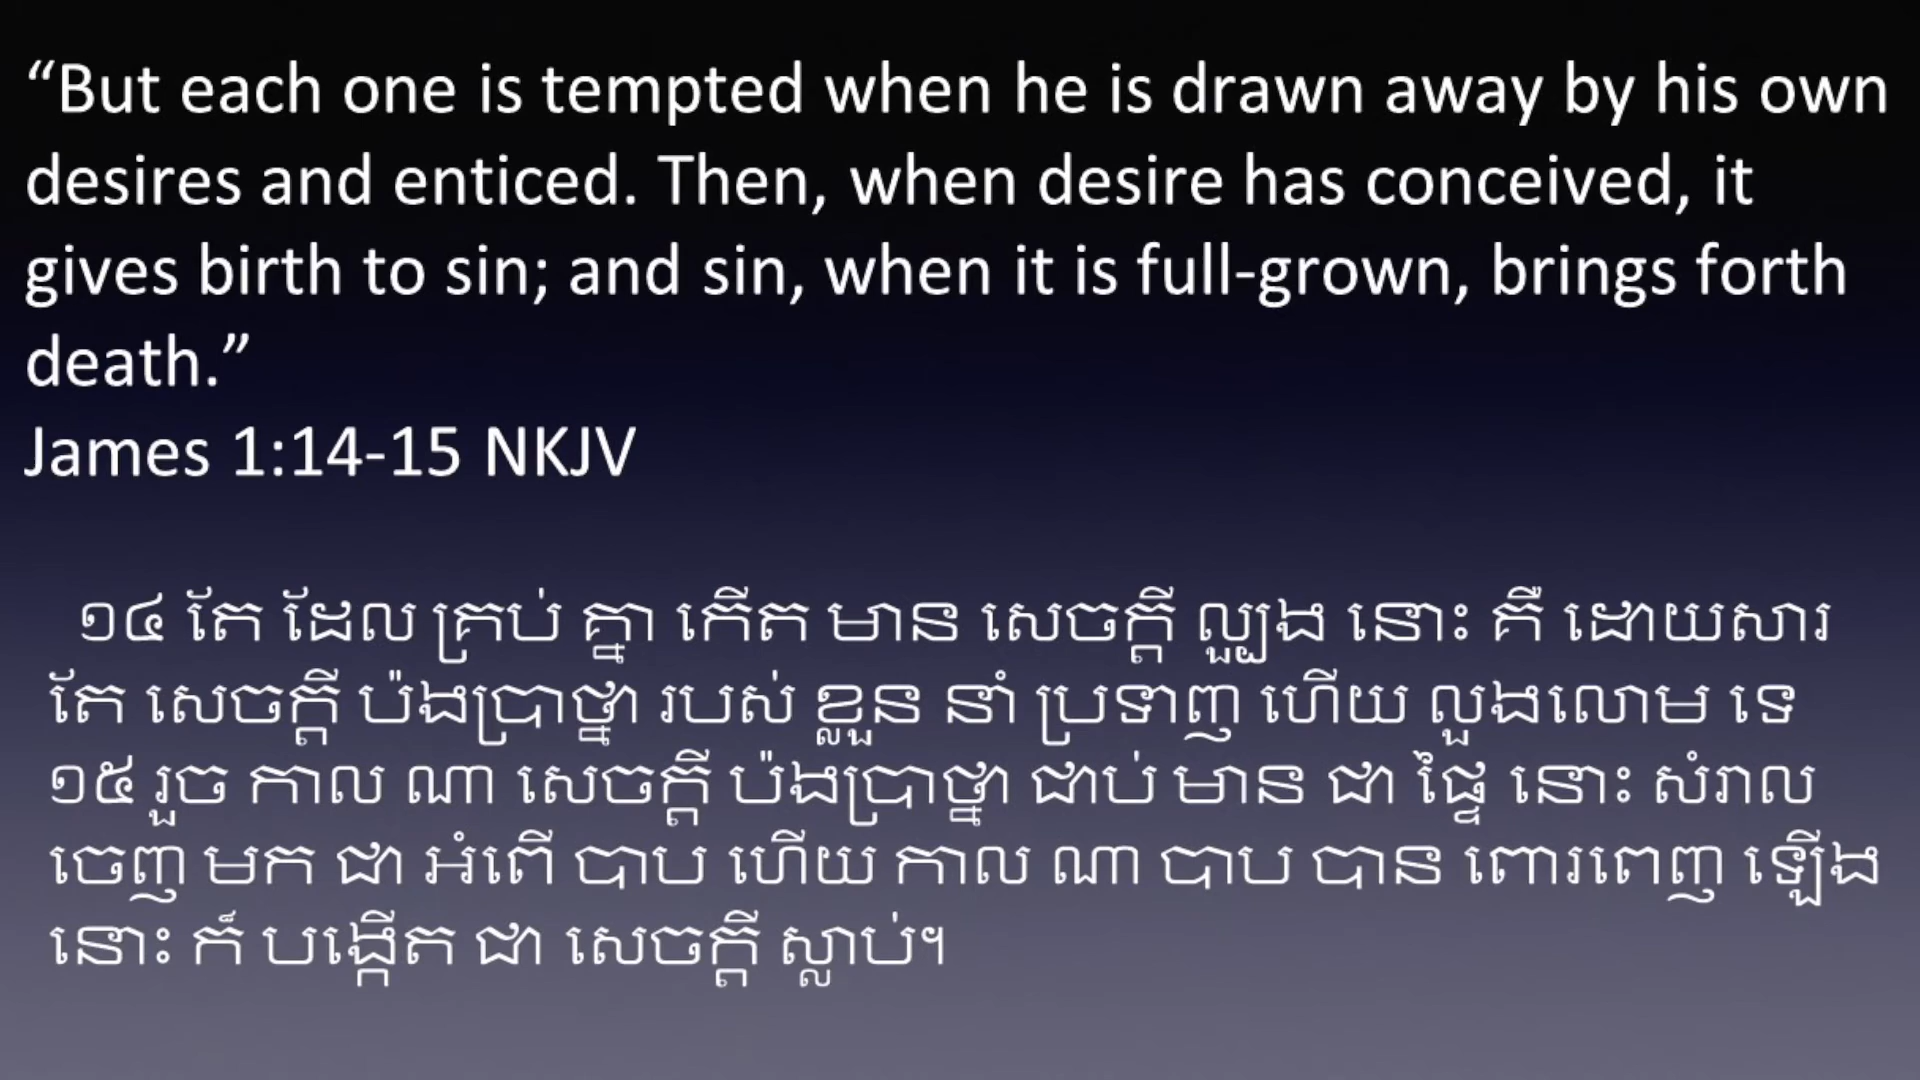 “But each one is tempted when he is drawn away by his own
desires and enticed. Then, when desire has conceived, it
gives birth to sin; and sin, when it is full-grown, brings forth
death.”
James 1:14-15 NKJV
១៤ តែ ដែល គ្រប់ គ្នា កើត មាន សេចក្តី ល្បួង នោះ គឺ ដោយសារ
តែ សេចក្តី ប៉ងប្រាថ្នា របស់ ខ្លួន នាំ ប្រទាញ ហើយ លួងលោម ទេ
១៥ រួច កាល ណា សេចក្តី ប៉ងប្រាថ្នា ជាប់ មាន ជា ផ្ទៃ នោះ សំរាល
ចេញ មក ជា អំពើ បាប ហើយ កាល ណា បាប បាន ពោរពេញ ឡើង
នោះ ក៏ បង្កើត ជា សេចក្តី ស្លាប់។